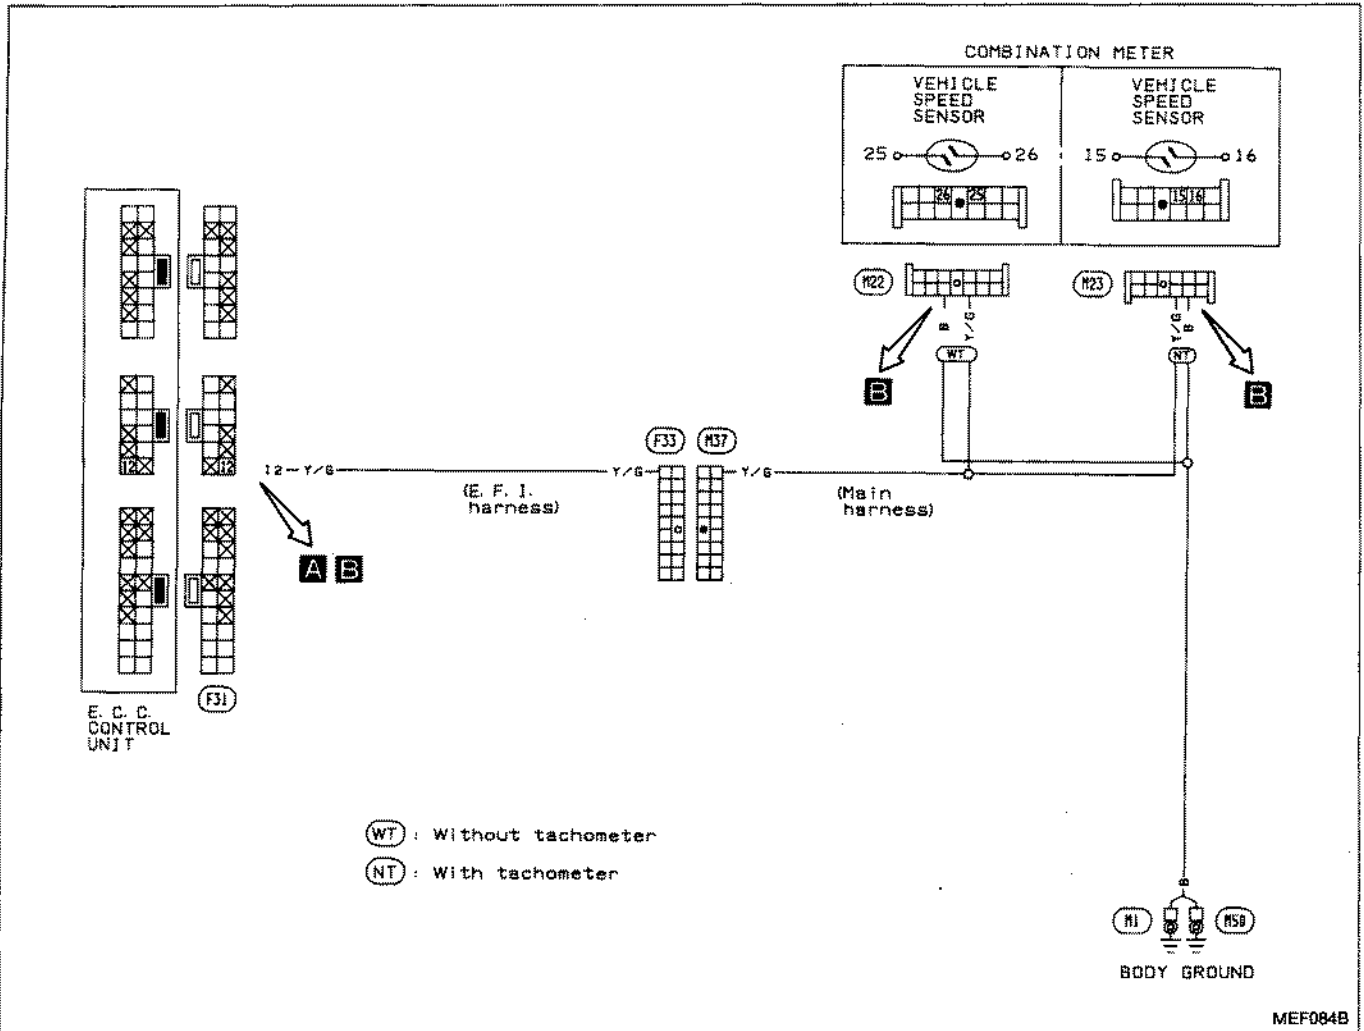 COMBINATION METER
VEHICLE
SPEED
SENSOR
VEHICLE
SPEED
SENSOR
25
26
15
16
26
25
15 16
M22
M23
B
Y/G
Y/G
B
WT
NT
B
B
F33
M37
12
12
12-Y/G
Y/G
Y/G
(E. F. I.
harness)
(Main
harness)
A B
F31
E. C. C.
CONTROL
UNIT
WT : Without tachometer
NT : With tachometer
B
M1
BODY GROUND
MEF084B